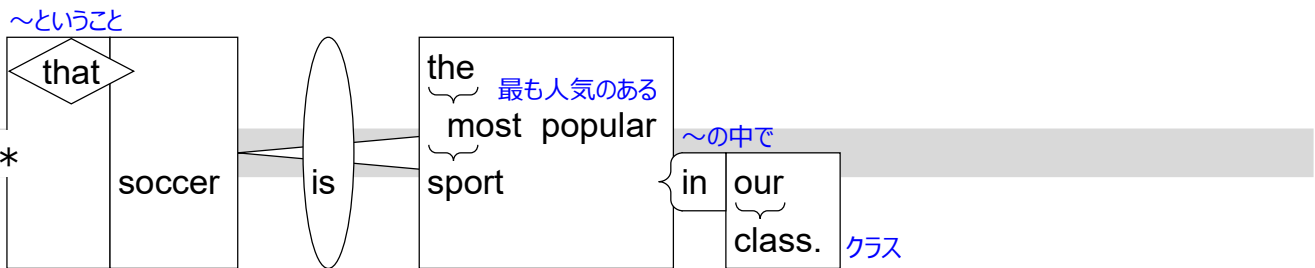 ～ということ
that
the
最も人気のある
most popular
～の中で
*
soccer
is
sport
in
our
class.
クラス